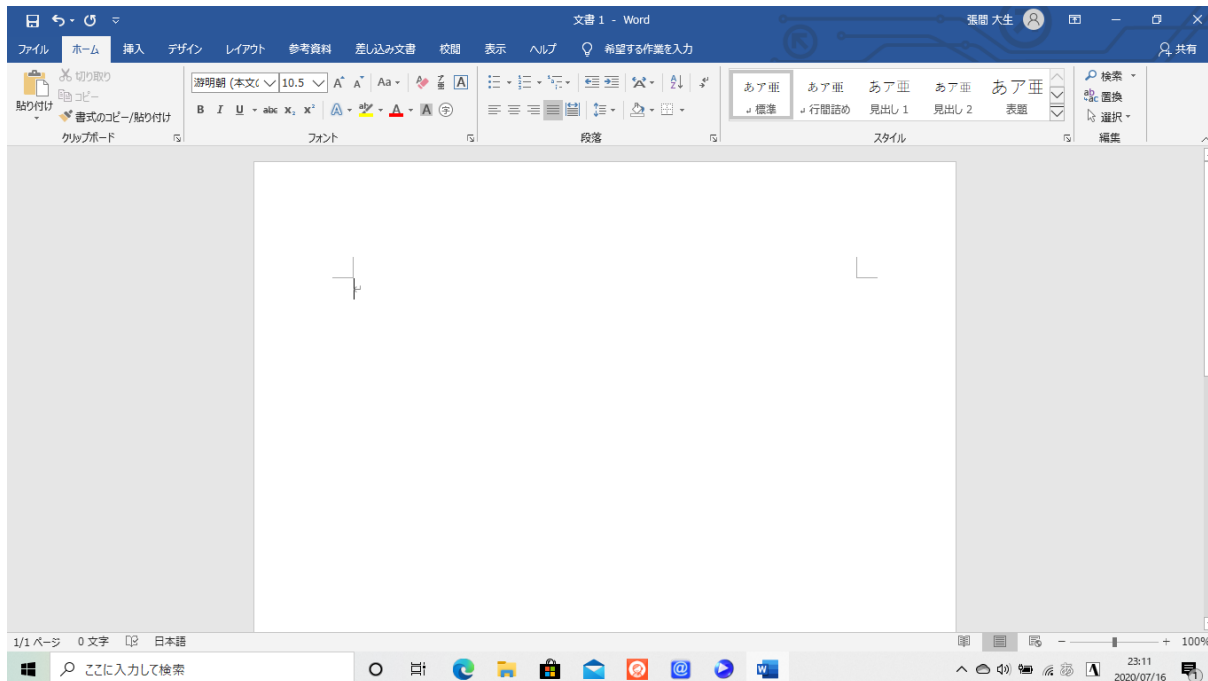 文書 1 - Word
張間 大生
ファイル ホーム 挿入 デザイン レイアウト 参考資料 差し込み文書 校閲 表示 ヘルプ 希望する作業を入力 共有
貼り付け
切り取り
コピー
書式のコピー/貼り付け
クリップボード
游明朝 (本文( 10.5 A A Aa
B I U abc x₂ x² A A A 字
フォント
段落
あア亜 あア亜 あア亜 あア亜 あア亜
↲ 標準 ↲ 行間詰め 見出し 1 見出し 2 表題
スタイル
検索
置換
選択
編集
1/1 ページ 0 文字 日本語 100%
ここに入力して検索
23:11
2020/07/16